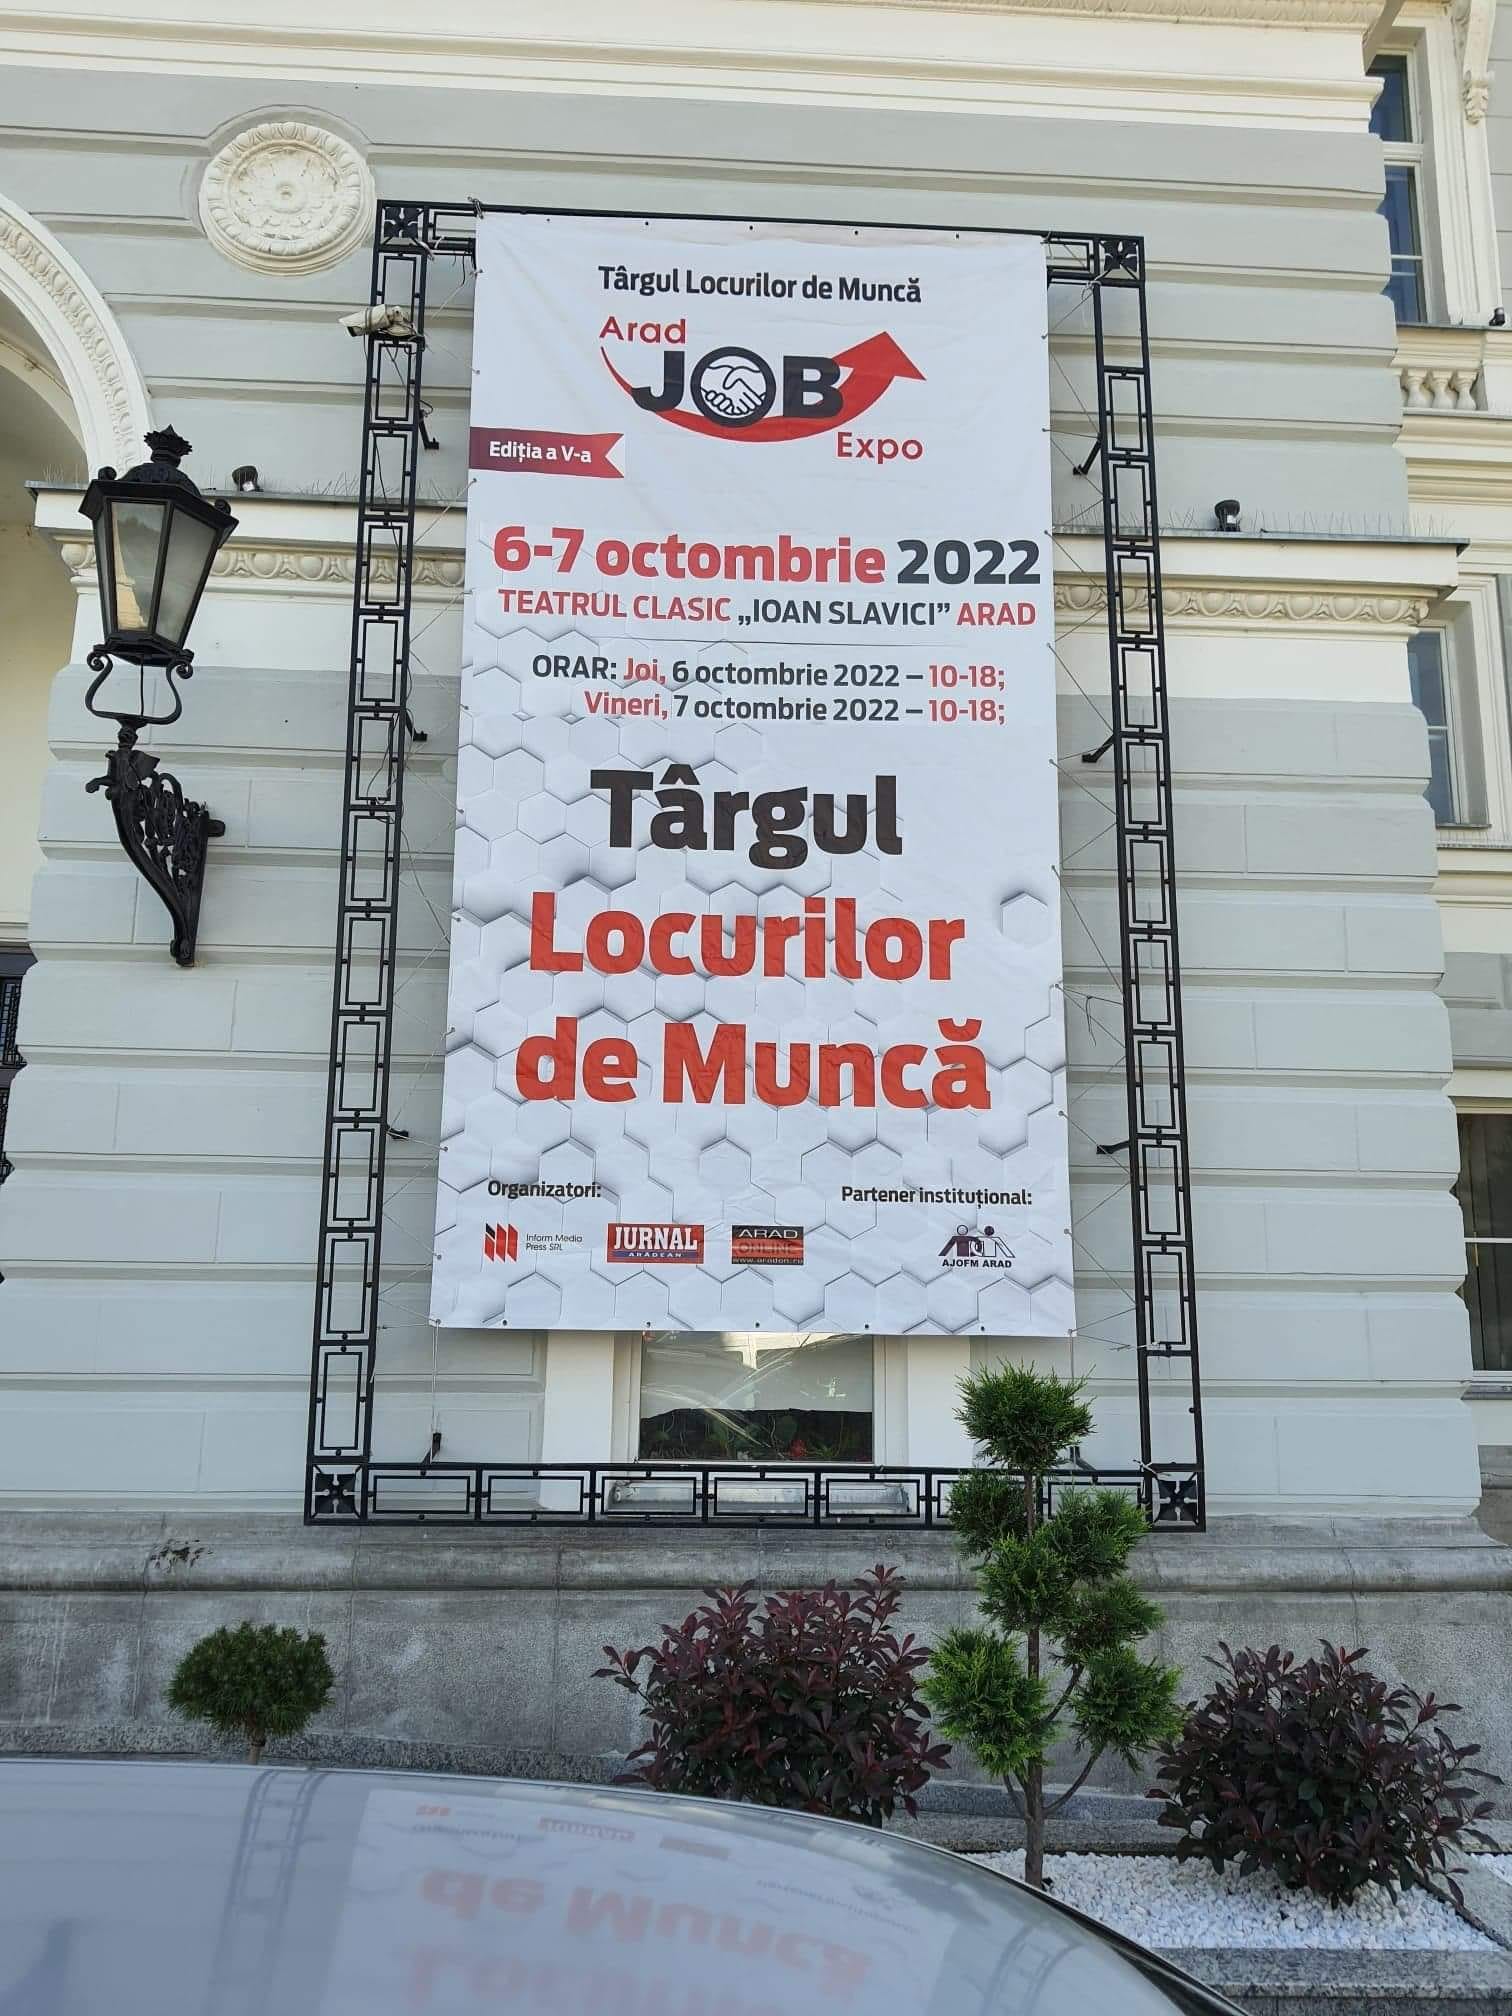 Târgul Locurilor de Muncă
Arad
JOB
Expo
Ediția a V-a
6-7 octombrie 2022
TEATRUL CLASIC „IOAN SLAVICI” ARAD
ORAR: Joi, 6 octombrie 2022 – 10-18;
Vineri, 7 octombrie 2022 – 10-18;
Târgul
Locurilor
de Muncă
Organizatori:
Partener instituțional:
Inform Media
Press SRL
JURNAL
ARĂDEAN
ARAD
ONLINE
www.aradon.ro
AJOFM ARAD